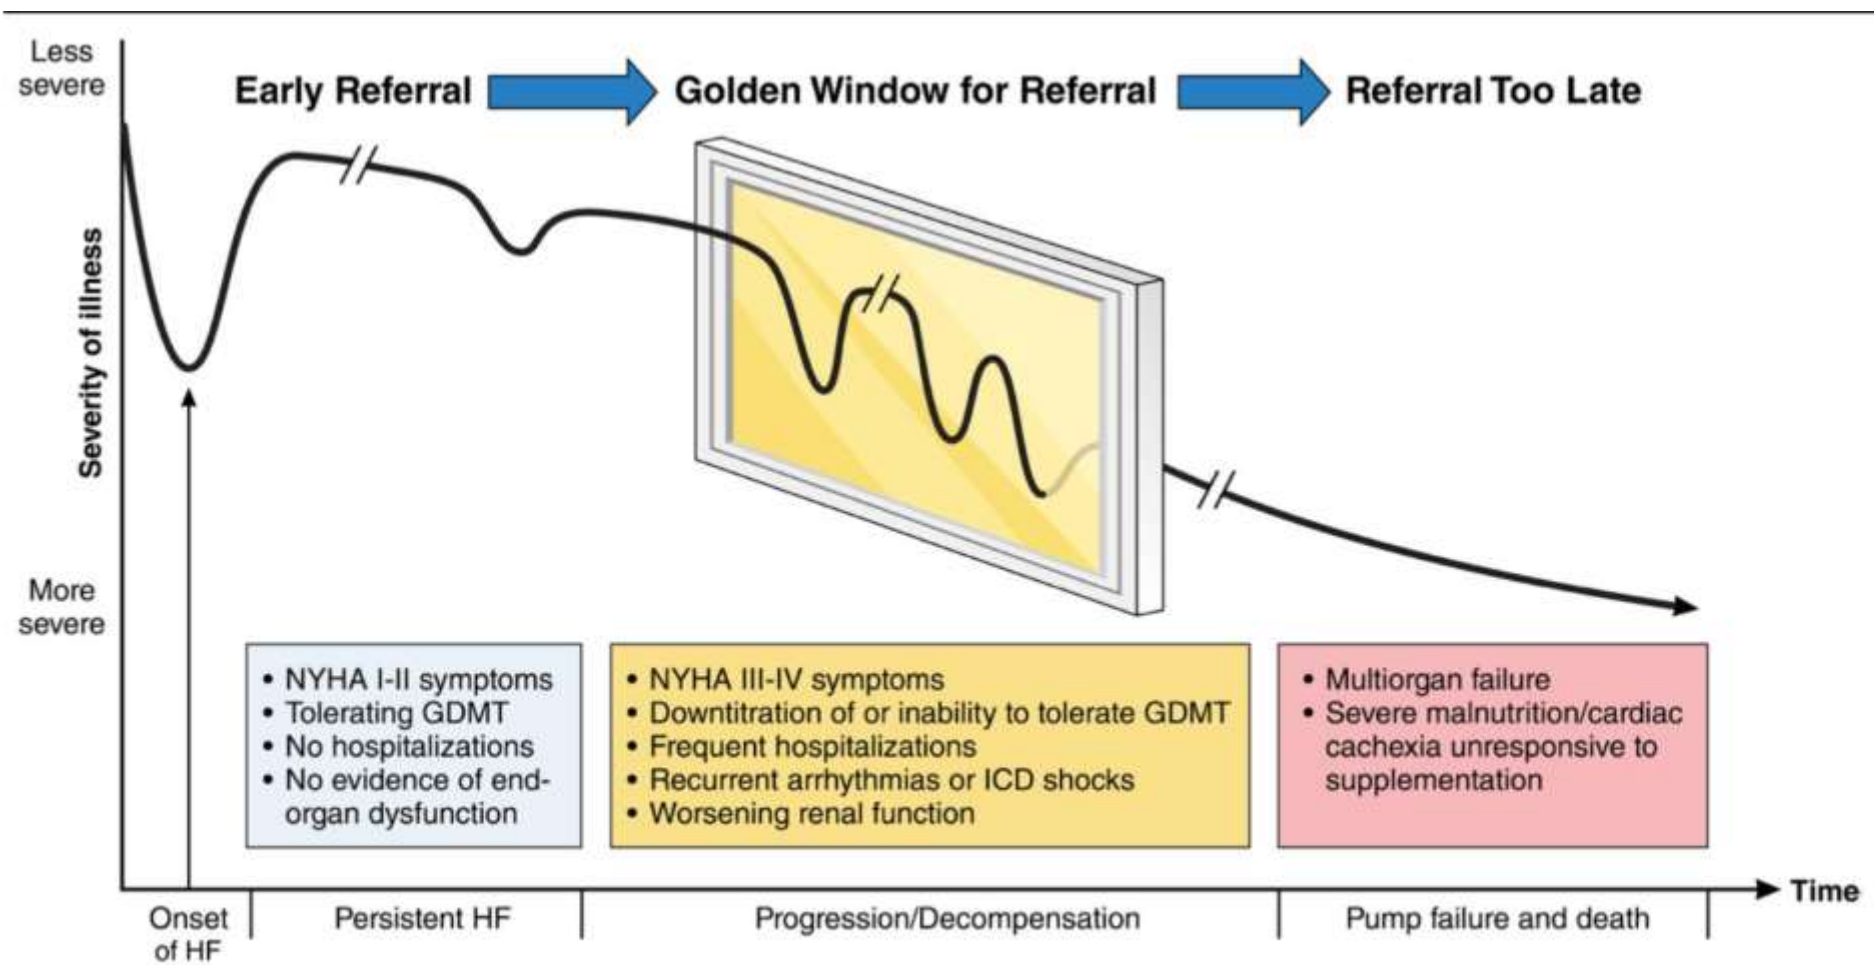 Less
severe
Early Referral
Golden Window for Referral
Referral Too Late
Severity of illness
More
severe
• NYHA I-II symptoms
• Tolerating GDMT
• No hospitalizations
• No evidence of end-
organ dysfunction
• NYHA III-IV symptoms
• Downtitration of or inability to tolerate GDMT
• Frequent hospitalizations
• Recurrent arrhythmias or ICD shocks
• Worsening renal function
• Multiorgan failure
• Severe malnutrition/cardiac
cachexia unresponsive to
supplementation
Time
Onset
of HF
Persistent HF
Progression/Decompensation
Pump failure and death